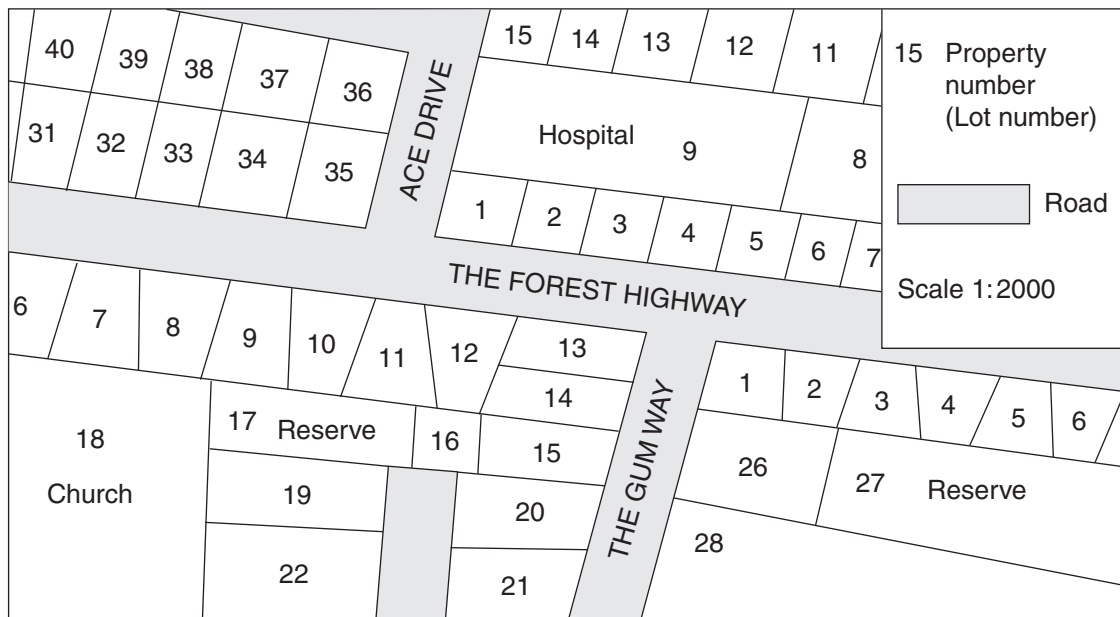 40 39 38 37 36
15 14 13 12 11
31 32 33 34 35
ACE DRIVE
Hospital 9 8
1 2 3 4 5 6 7
THE FOREST HIGHWAY
6 7 8 9 10 11 12 13
14
1 2 3 4 5 6
18
Church
17 Reserve 16 15
THE GUM WAY
26 27 Reserve
19 20
28
22 21
15 Property
number
(Lot number)
Road
Scale 1:2000